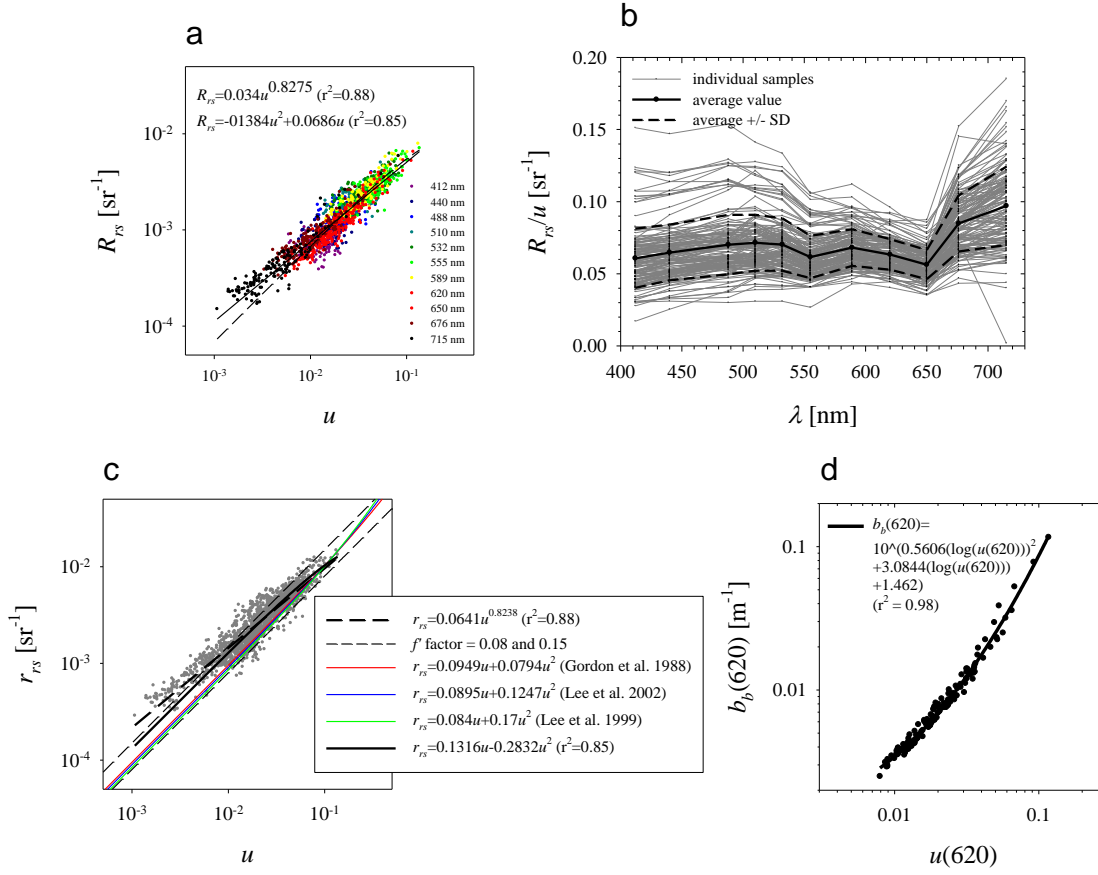 a
R_rs=0.034u^0.8275 (r²=0.88)
R_rs=-01384u²+0.0686u (r²=0.85)
10⁻²
10⁻³
10⁻⁴
R_rs [sr⁻¹]
412 nm
440 nm
488 nm
510 nm
532 nm
555 nm
589 nm
620 nm
650 nm
676 nm
715 nm
10⁻³ 10⁻² 10⁻¹
u
b
individual samples
average value
average +/- SD
0.20
0.15
0.10
0.05
0.00
R_rs/u [sr⁻¹]
400 450 500 550 600 650 700
λ [nm]
c
10⁻²
10⁻³
10⁻⁴
r_rs [sr⁻¹]
r_rs=0.0641u^0.8238 (r²=0.88)
f' factor = 0.08 and 0.15
r_rs=0.0949u+0.0794u² (Gordon et al. 1988)
r_rs=0.0895u+0.1247u² (Lee et al. 2002)
r_rs=0.084u+0.17u² (Lee et al. 1999)
r_rs=0.1316u-0.2832u² (r²=0.85)
10⁻³ 10⁻² 10⁻¹
u
d
b_b(620)=
10^(0.5606(log(u(620)))²
+3.0844(log(u(620)))
+1.462)
(r² = 0.98)
0.1
0.01
b_b(620) [m⁻¹]
0.01 0.1
u(620)